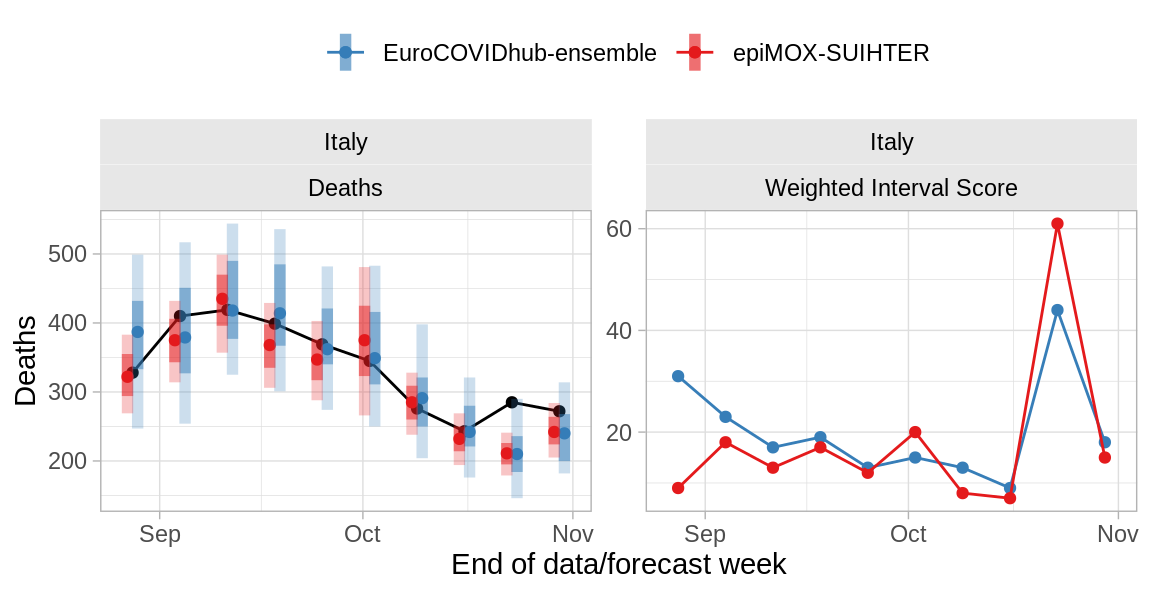 EuroCOVIDhub-ensemble epiMOX-SUIHTER
Italy
Deaths
Italy
Weighted Interval Score
Deaths
500
400
300
200
60
40
20
Sep Oct Nov
Sep Oct Nov
End of data/forecast week